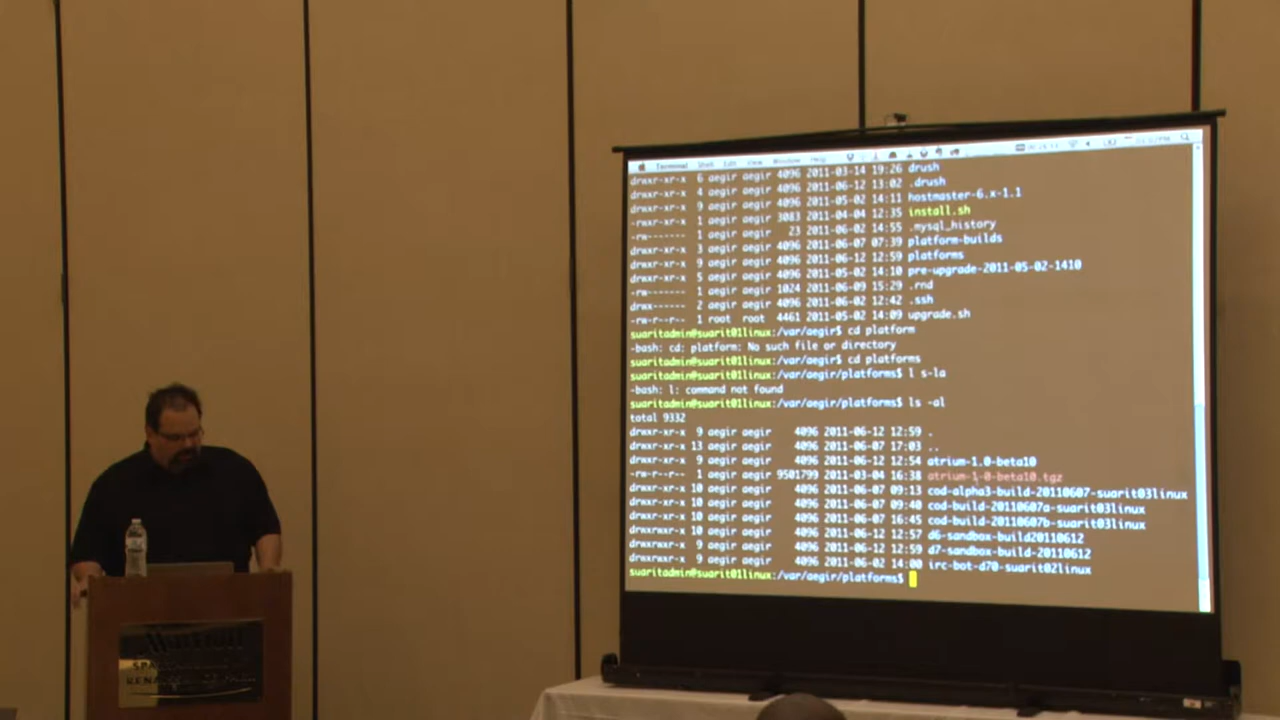 Terminal Shell Edit View Window Help
drwxr-xr-x 6 aegir aegir 4096 2011-03-14 19:26 drush
drwxr-xr-x 4 aegir aegir 4096 2011-06-12 13:02 .drush
drwxr-xr-x 9 aegir aegir 4096 2011-05-02 14:11 hostmaster-6.x-1.1
-rwxr-xr-x 1 aegir aegir 3083 2011-04-04 12:35 install.sh
-rw------- 1 aegir aegir 23 2011-06-02 14:55 .mysql_history
drwxr-xr-x 3 aegir aegir 4096 2011-06-07 07:39 platform-builds
drwxr-xr-x 9 aegir aegir 4096 2011-06-12 12:59 platforms
drwxr-xr-x 5 aegir aegir 4096 2011-05-02 14:10 pre-upgrade-2011-05-02-1410
-rw------- 1 aegir aegir 1024 2011-06-09 15:29 .rnd
drwx------ 2 aegir aegir 4096 2011-06-02 12:42 .ssh
-rw-r--r-- 1 root root 4461 2011-05-02 14:09 upgrade.sh
suaritadmin@suarit01linux:/var/aegir$ cd platform
-bash: cd: platform: No such file or directory
suaritadmin@suarit01linux:/var/aegir$ cd platforms
suaritadmin@suarit01linux:/var/aegir/platforms$ l s-la
-bash: l: command not found
suaritadmin@suarit01linux:/var/aegir/platforms$ ls -al
total 9332
drwxr-xr-x 9 aegir aegir 4096 2011-06-12 12:59 .
drwxr-xr-x 13 aegir aegir 4096 2011-06-07 17:03 ..
drwxr-xr-x 9 aegir aegir 4096 2011-06-12 12:54 atrium-1.0-beta10
-rw-r--r-- 1 aegir aegir 9501799 2011-03-04 16:38 atrium-1-0-beta10.tgz
drwxr-xr-x 10 aegir aegir 4096 2011-06-07 09:13 cod-alpha3-build-20110607-suarit03linux
drwxr-xr-x 10 aegir aegir 4096 2011-06-07 09:40 cod-build-20110607a-suarit03linux
drwxr-xr-x 10 aegir aegir 4096 2011-06-07 16:45 cod-build-20110607b-suarit03linux
drwxrwxr-x 10 aegir aegir 4096 2011-06-12 12:57 d6-sandbox-build20110612
drwxrwxr-x 9 aegir aegir 4096 2011-06-12 12:59 d7-sandbox-build-20110612
drwxrwxr-x 9 aegir aegir 4096 2011-06-02 14:00 irc-bot-d70-suarit02linux
suaritadmin@suarit01linux:/var/aegir/platforms$
Marriott